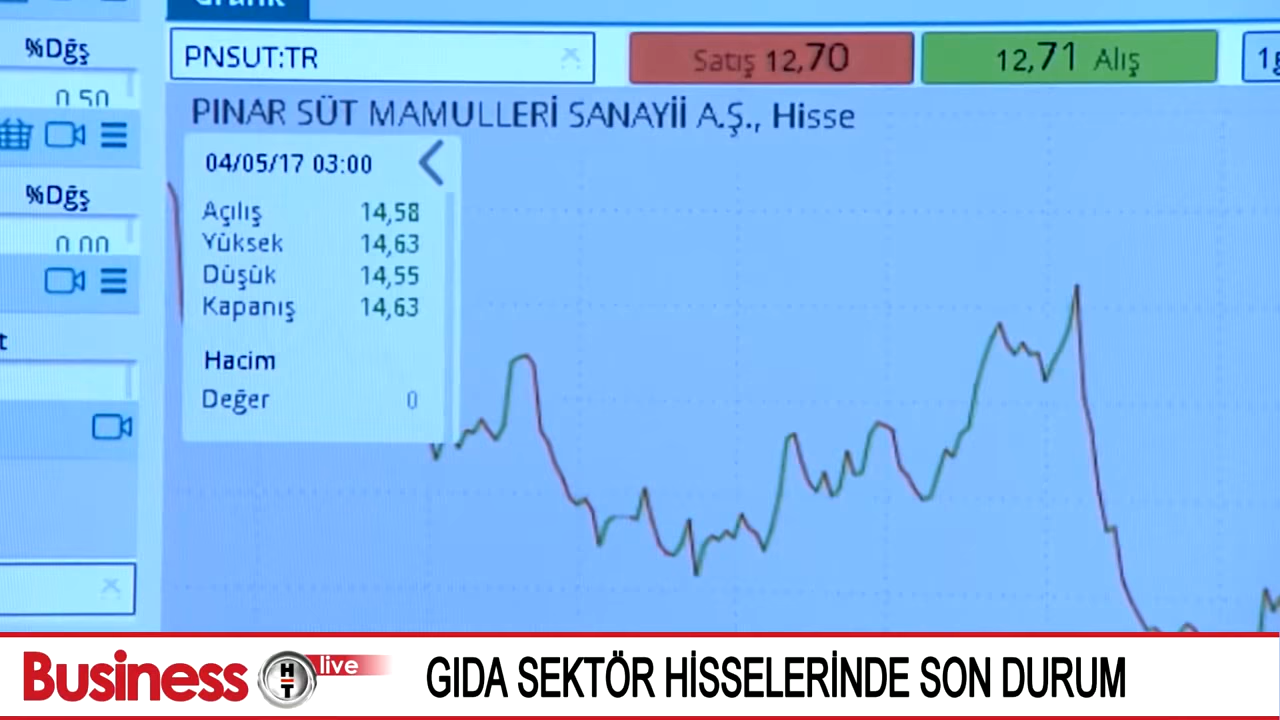 Grafik
%Dğş
0.50
%Dğş
0.00
PNSUT:TR
Satış 12,70
12,71 Alış
PINAR SÜT MAMULLERİ SANAYİİ A.Ş., Hisse
04/05/17 03:00
Açılış 14,58
Yüksek 14,63
Düşük 14,55
Kapanış 14,63
Hacim
Değer 0
Business HT live
GIDA SEKTÖR HİSSELERİNDE SON DURUM